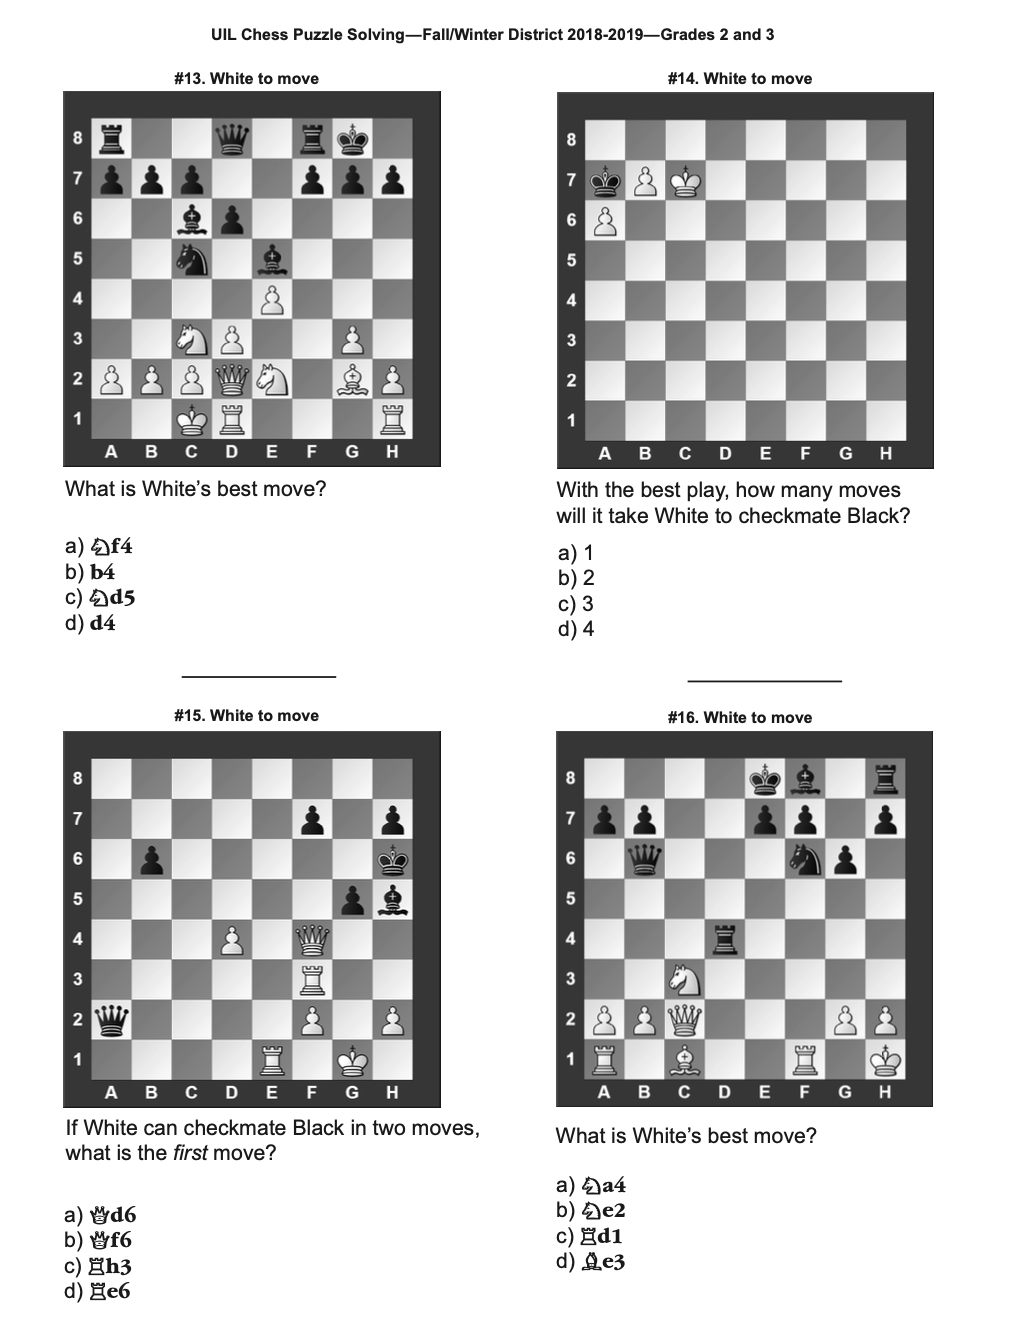 UIL Chess Puzzle Solving—Fall/Winter District 2018-2019—Grades 2 and 3
#13. White to move
8
7
6
5
4
3
2
1
A B C D E F G H
What is White's best move?
a) ♘f4
b) b4
c) ♘d5
d) d4
#14. White to move
8
7
6
5
4
3
2
1
A B C D E F G H
With the best play, how many moves
will it take White to checkmate Black?
a) 1
b) 2
c) 3
d) 4
#15. White to move
8
7
6
5
4
3
2
1
A B C D E F G H
If White can checkmate Black in two moves,
what is the first move?
a) ♕d6
b) ♕f6
c) ♖h3
d) ♖e6
#16. White to move
8
7
6
5
4
3
2
1
A B C D E F G H
What is White's best move?
a) ♘a4
b) ♘e2
c) ♖d1
d) ♗e3